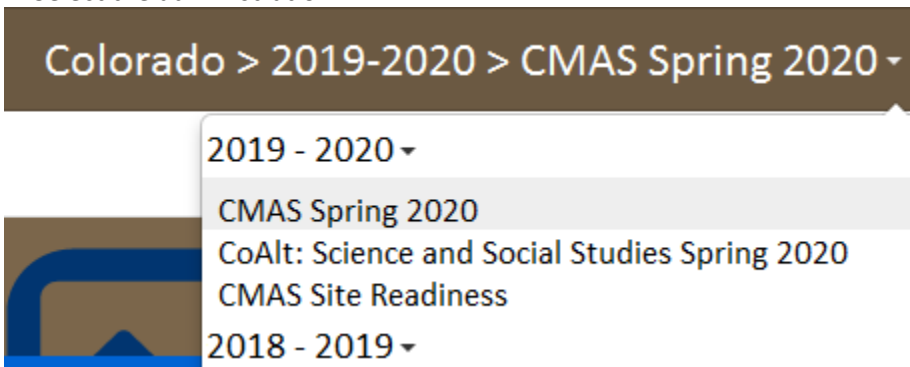 Colorado > 2019-2020 > CMAS Spring 2020
2019 - 2020
CMAS Spring 2020
CoAlt: Science and Social Studies Spring 2020
CMAS Site Readiness
2018 - 2019